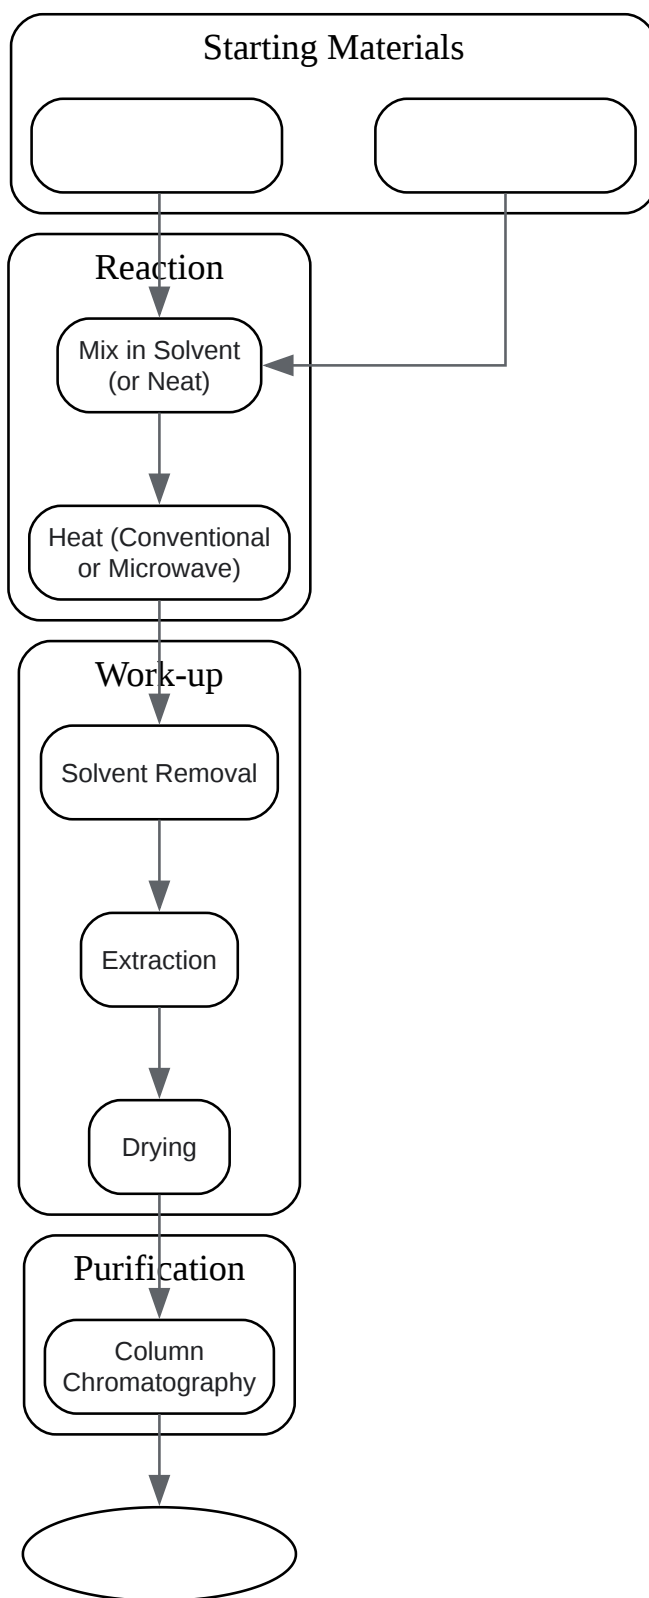 Starting Materials
Reaction
Mix in Solvent
(or Neat)
Heat (Conventional
or Microwave)
Work-up
Solvent Removal
Extraction
Drying
Purification
Column
Chromatography